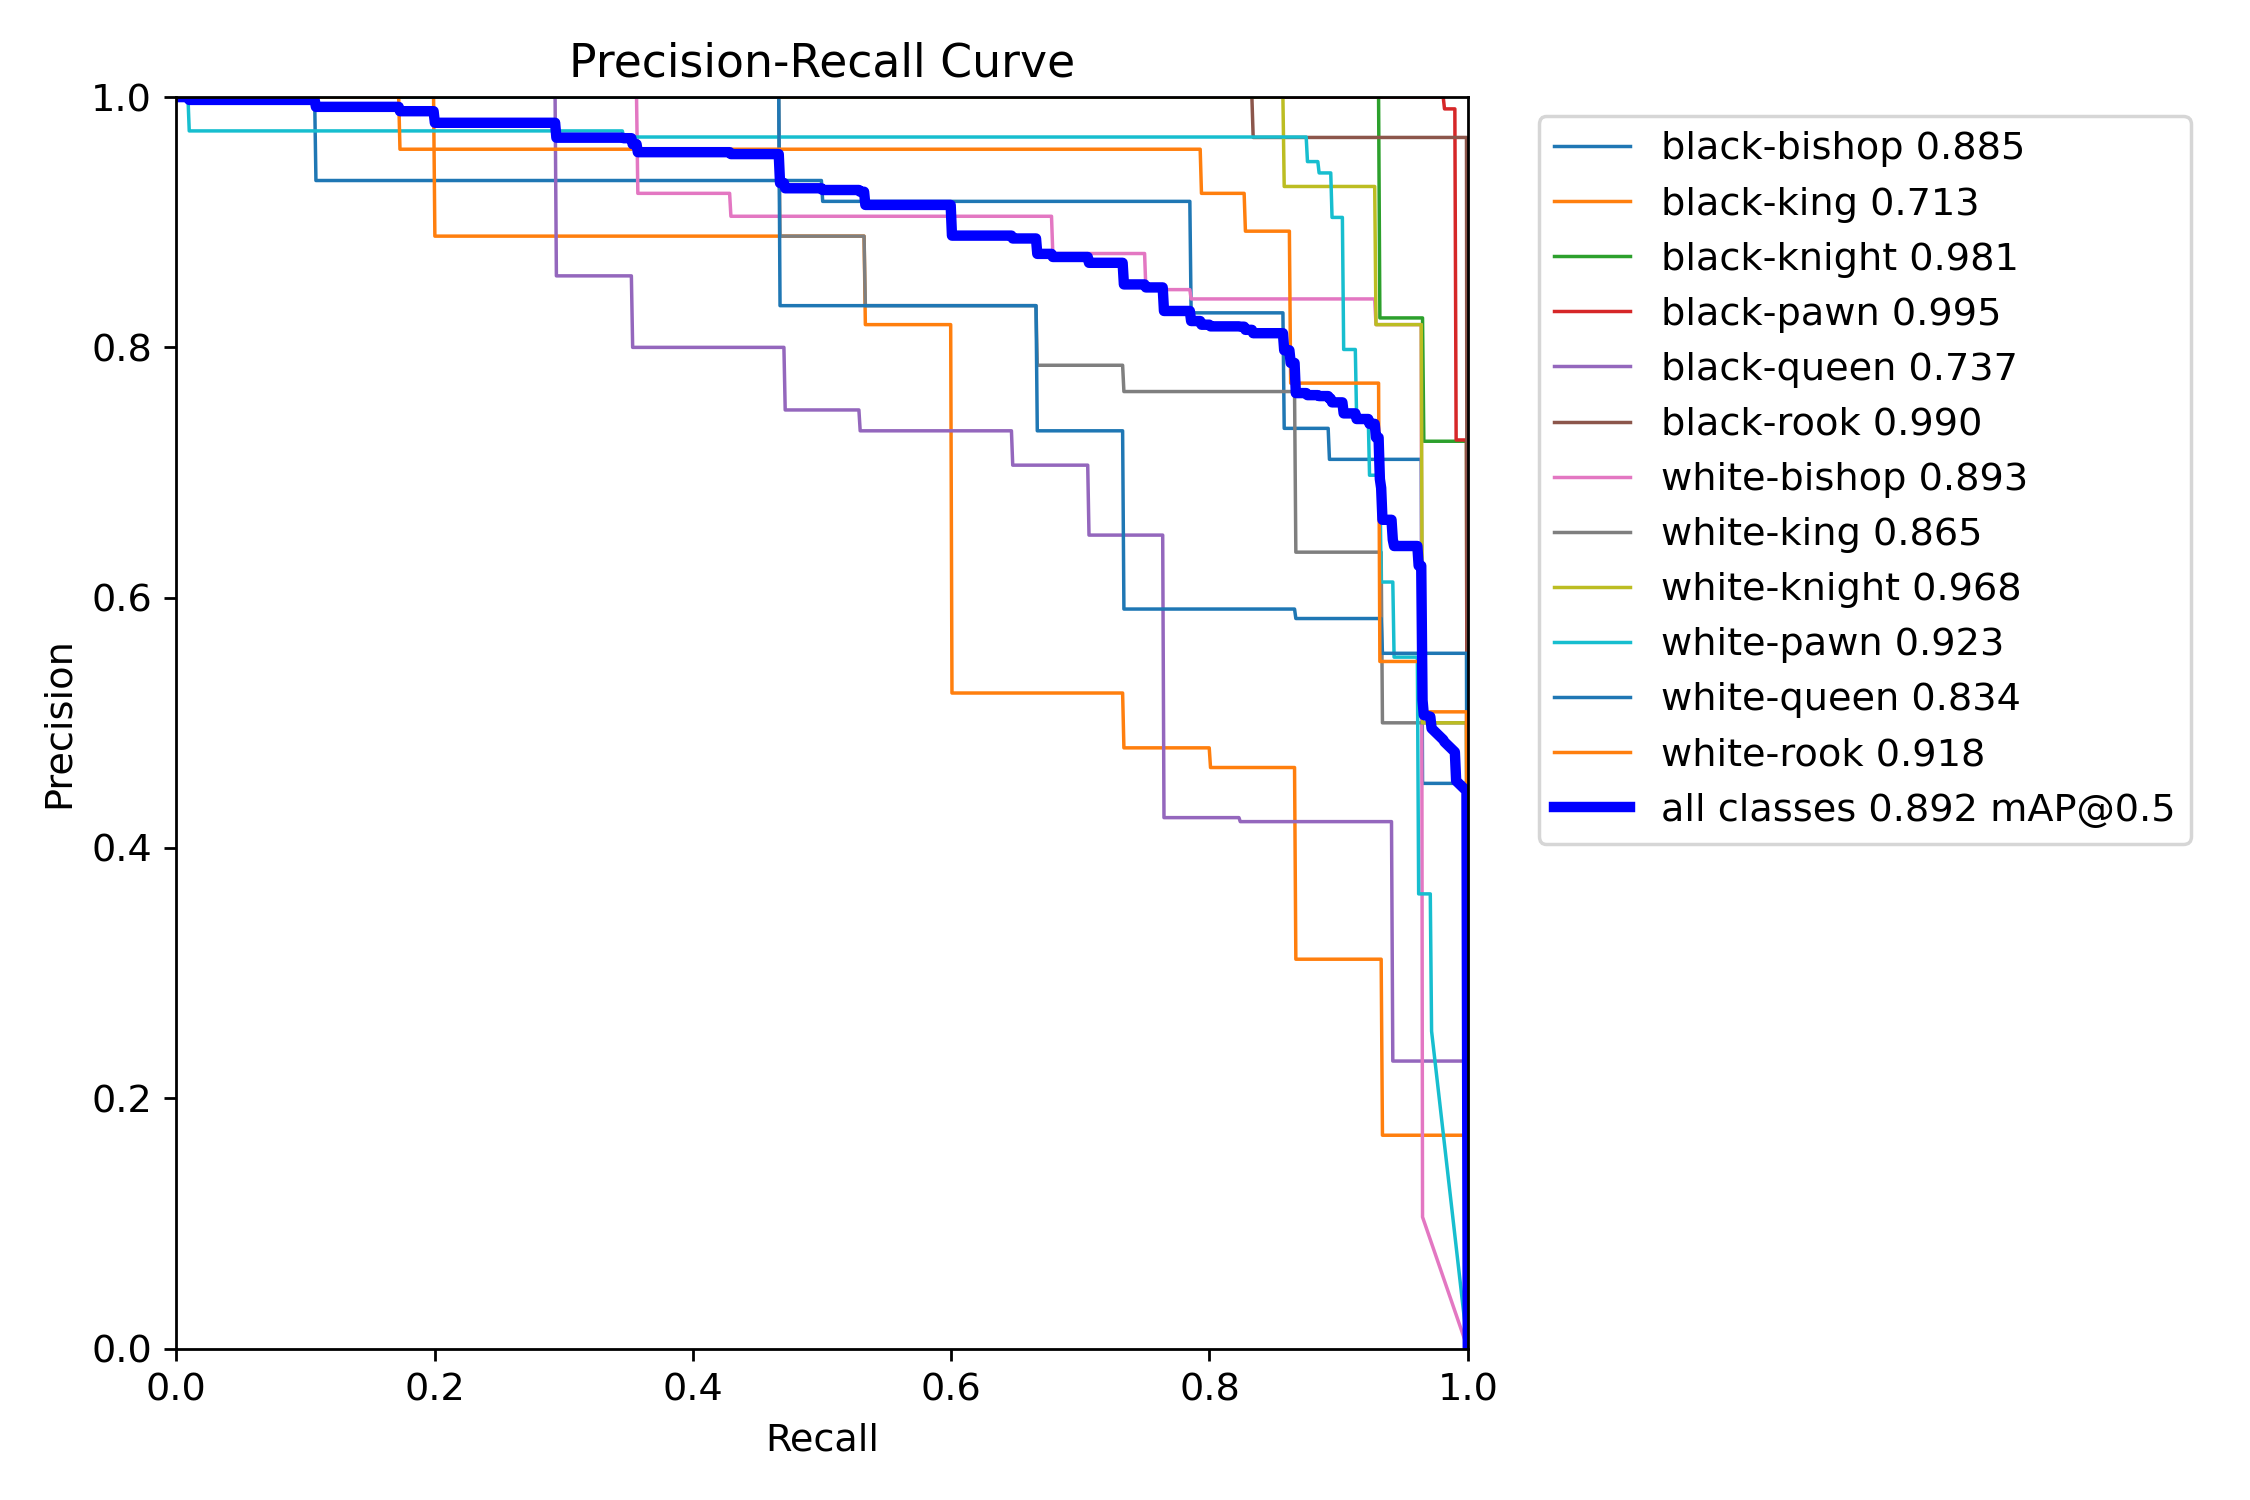 Precision-Recall Curve
1.0
0.8
0.6
0.4
0.2
0.0
Precision
0.0 0.2 0.4 0.6 0.8 1.0
Recall
black-bishop 0.885
black-king 0.713
black-knight 0.981
black-pawn 0.995
black-queen 0.737
black-rook 0.990
white-bishop 0.893
white-king 0.865
white-knight 0.968
white-pawn 0.923
white-queen 0.834
white-rook 0.918
all classes 0.892 mAP@0.5